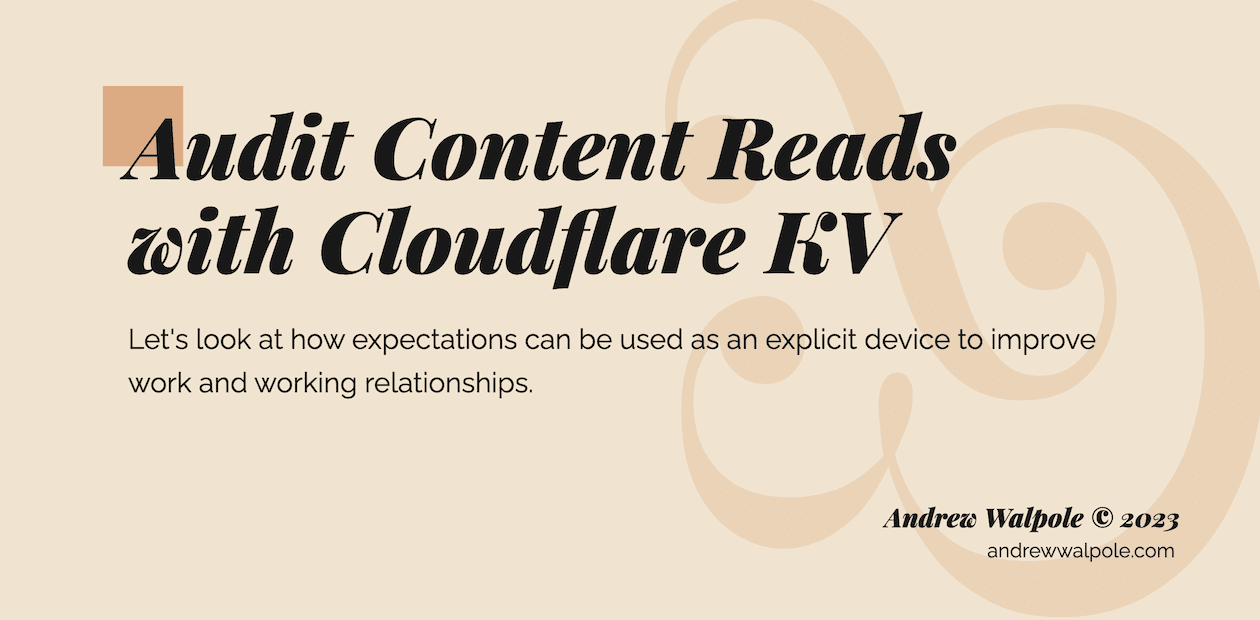 Audit Content Reads
with Cloudflare KV
Let's look at how expectations can be used as an explicit device to improve
work and working relationships.
Andrew Walpole © 2023
andrewwalpole.com